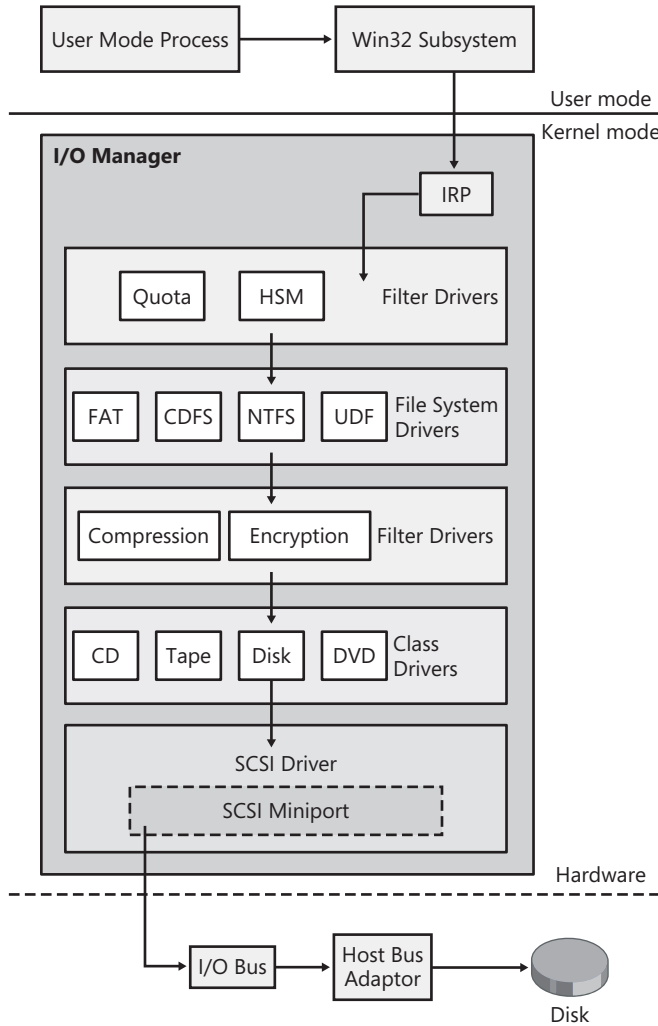 User Mode Process
Win32 Subsystem
User mode
Kernel mode
I/O Manager
IRP
Quota
HSM
Filter Drivers
FAT
CDFS
NTFS
UDF
File System
Drivers
Compression
Encryption
Filter Drivers
CD
Tape
Disk
DVD
Class
Drivers
SCSI Driver
SCSI Miniport
Hardware
I/O Bus
Host Bus
Adaptor
Disk